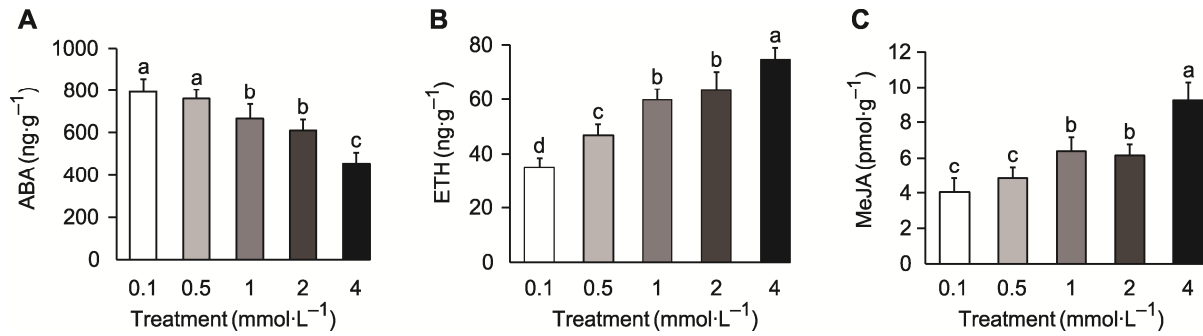 A
ABA (ng·g⁻¹)
1000
800
600
400
200
0
a
a
b
b
c
0.1 0.5 1 2 4
Treatment (mmol·L⁻¹)
B
ETH (ng·g⁻¹)
80
60
40
20
0
d
c
b
b
a
0.1 0.5 1 2 4
Treatment (mmol·L⁻¹)
C
MeJA (pmol·g⁻¹)
12
10
8
6
4
2
0
c
c
b
b
a
0.1 0.5 1 2 4
Treatment (mmol·L⁻¹)